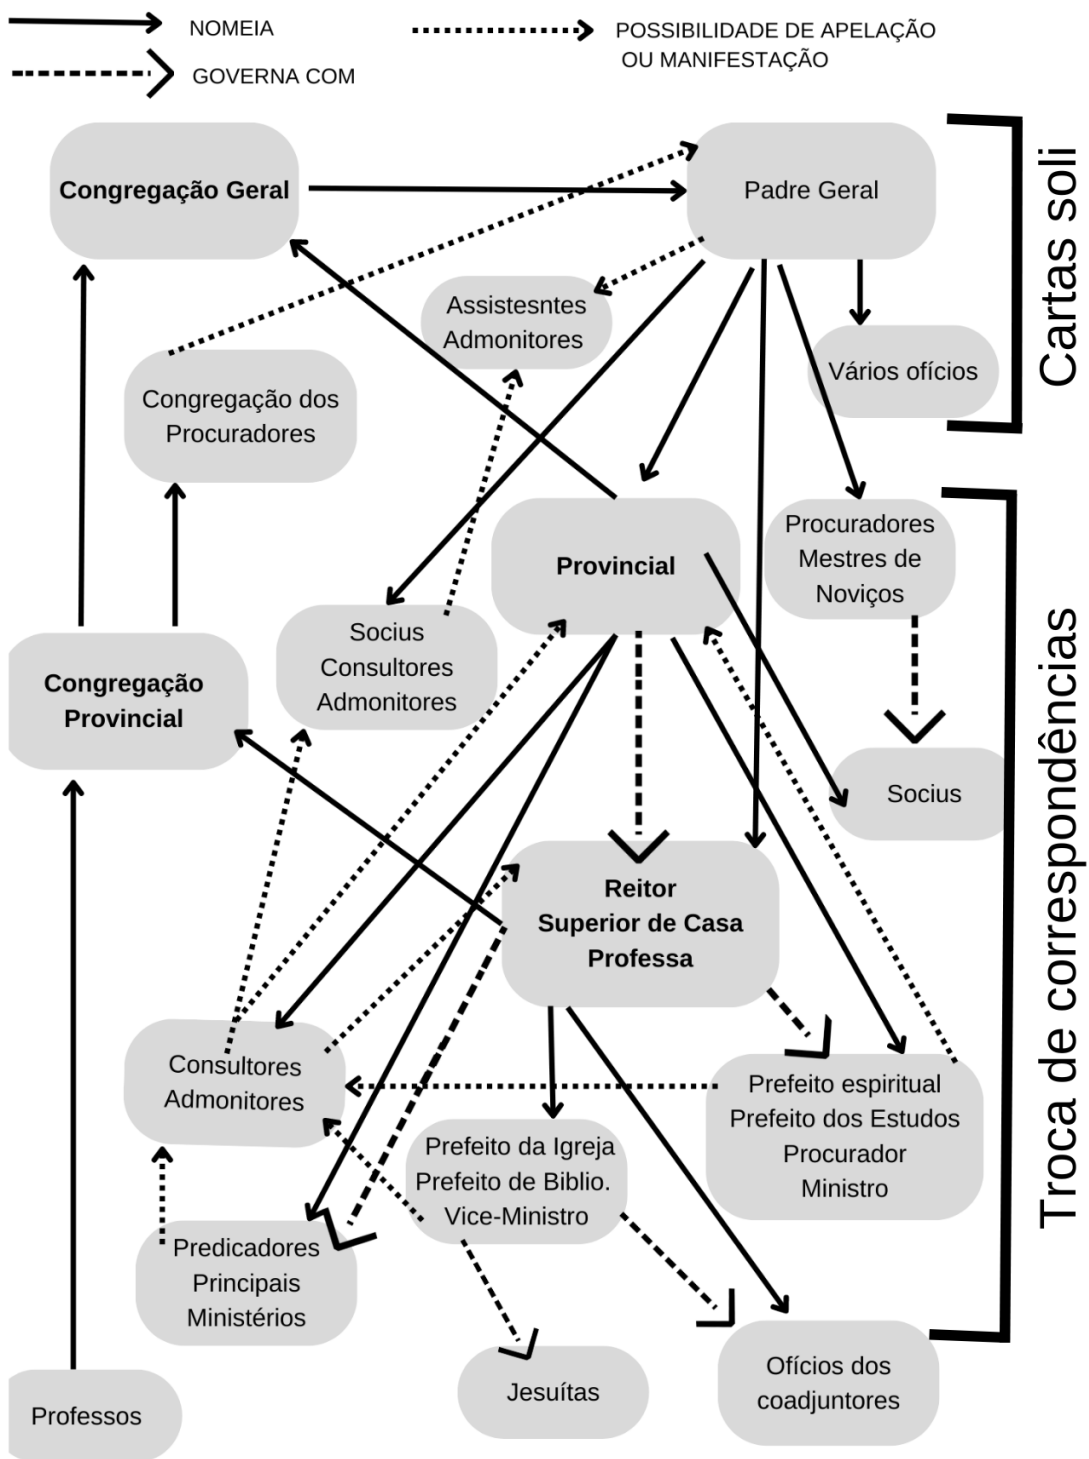 NOMEIA
GOVERNA COM
POSSIBILIDADE DE APELAÇÃO
OU MANIFESTAÇÃO
Congregação Geral
Padre Geral
Cartas soli
Assistesntes
Admonitores
Vários ofícios
Congregação dos
Procuradores
Provincial
Procuradores
Mestres de
Noviços
Socius
Consultores
Admonitores
Congregação
Provincial
Socius
Troca de correspondências
Reitor
Superior de Casa
Professa
Consultores
Admonitores
Prefeito espiritual
Prefeito dos Estudos
Procurador
Ministro
Prefeito da Igreja
Prefeito de Biblio.
Vice-Ministro
Predicadores
Principais
Ministérios
Jesuítas
Ofícios dos
coadjuntores
Professos